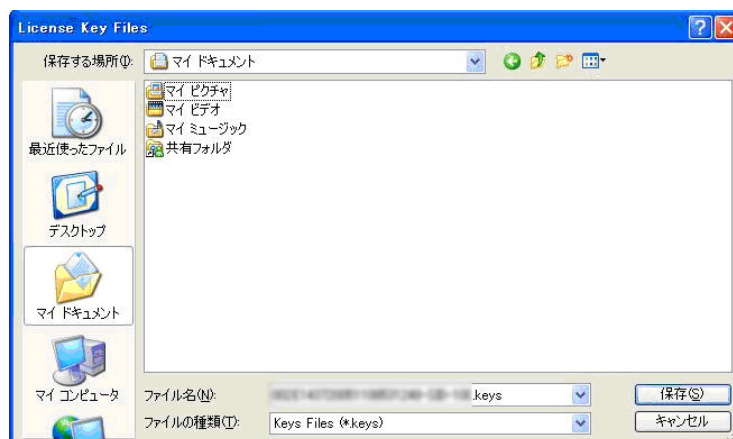 License Key Files
保存する場所(I):
マイ ドキュメント
マイ ピクチャ
マイ ビデオ
マイ ミュージック
共有フォルダ
最近使ったファイル
デスクトップ
マイ ドキュメント
マイ コンピュータ
ファイル名(N):
.keys
保存(S)
ファイルの種類(T):
Keys Files (*.keys)
キャンセル